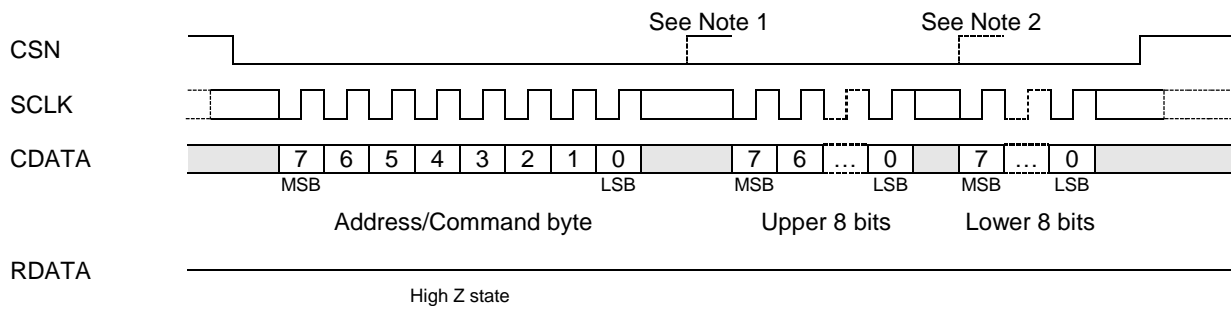 See Note 1 See Note 2
CSN
SCLK
CDATA 7 6 5 4 3 2 1 0 7 6 … 0 7 … 0
MSB LSB MSB LSB MSB LSB
Address/Command byte Upper 8 bits Lower 8 bits
RDATA
High Z state